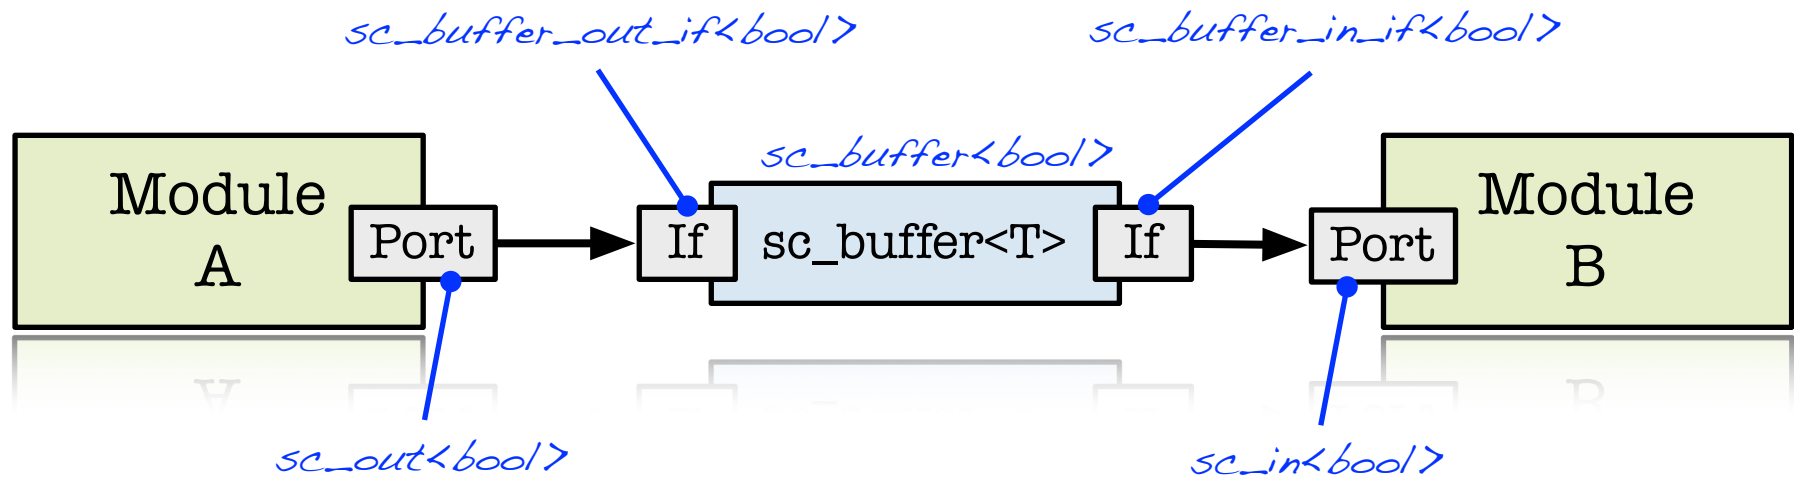 sc_buffer_out_if<bool>
sc_buffer_in_if<bool>
sc_buffer<bool>
Module
A
Port
If
sc_buffer<T>
If
Port
Module
B
sc_out<bool>
sc_in<bool>